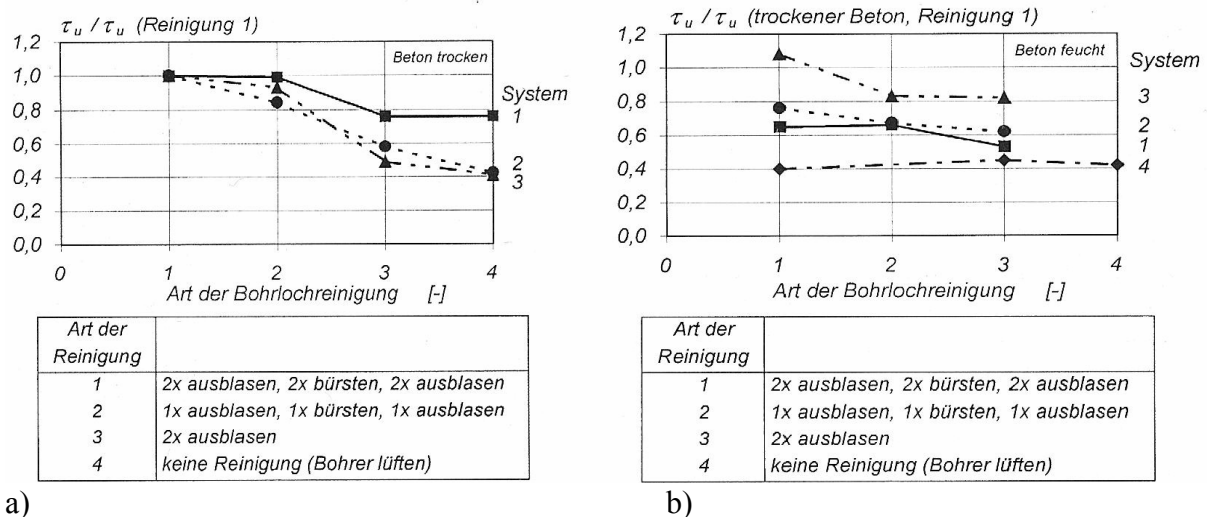 τu / τu (Reinigung 1)
1,2
1,0
0,8
0,6
0,4
0,2
0,0
Beton trocken
System
1
2
3
0 1 2 3 4
Art der Bohrlochreinigung [-]
Art der
Reinigung
1 2x ausblasen, 2x bürsten, 2x ausblasen
2 1x ausblasen, 1x bürsten, 1x ausblasen
3 2x ausblasen
4 keine Reinigung (Bohrer lüften)
a)
τu / τu (trockener Beton, Reinigung 1)
1,2
1,0
0,8
0,6
0,4
0,2
0,0
Beton feucht
System
3
2
1
4
0 1 2 3 4
Art der Bohrlochreinigung [-]
Art der
Reinigung
1 2x ausblasen, 2x bürsten, 2x ausblasen
2 1x ausblasen, 1x bürsten, 1x ausblasen
3 2x ausblasen
4 keine Reinigung (Bohrer lüften)
b)